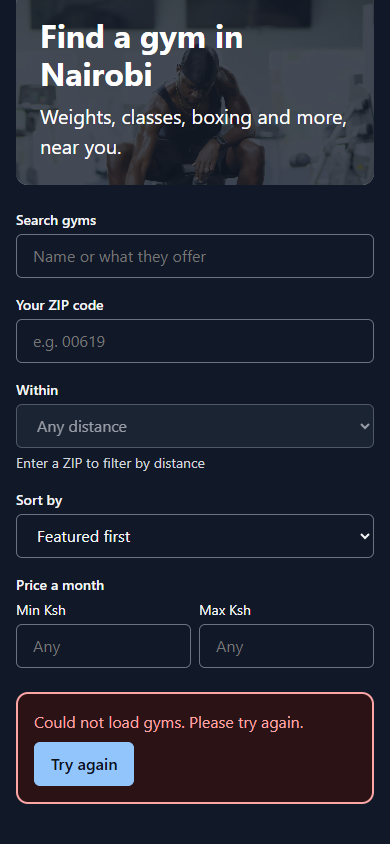 Find a gym in
Nairobi
Weights, classes, boxing and more,
near you.
Search gyms
Name or what they offer
Your ZIP code
e.g. 00619
Within
Any distance
Enter a ZIP to filter by distance
Sort by
Featured first
Price a month
Min Ksh
Max Ksh
Any
Any
Could not load gyms. Please try again.
Try again